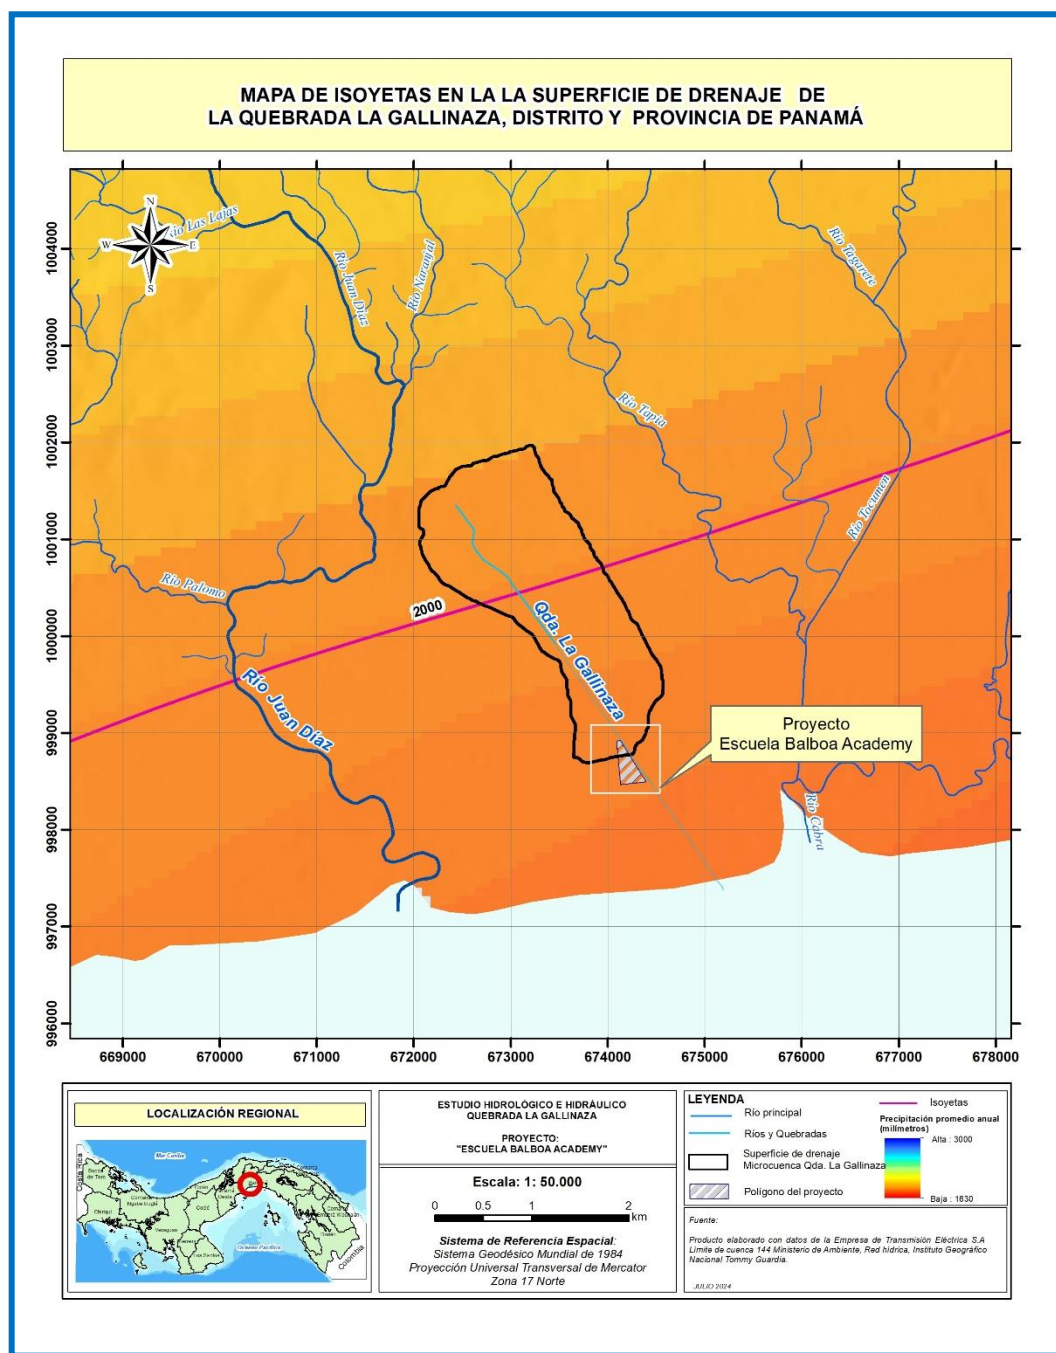 MAPA DE ISOYETAS EN LA LA SUPERFICIE DE DRENAJE DE
LA QUEBRADA LA GALLINAZA, DISTRITO Y PROVINCIA DE PANAMÁ
N
W
E
S
Río Las Lajas
Río Juan Díaz
Río Naranjal
Río Tagarete
Río Tapia
Río Tocumen
Río Palomo
2000
Qda. La Gallinaza
Río Juan Díaz
Proyecto
Escuela Balboa Academy
Río Cabra
1004000
1003000
1002000
1001000
1000000
999000
998000
997000
996000
669000 670000 671000 672000 673000 674000 675000 676000 677000 678000
LOCALIZACIÓN REGIONAL
Mar Caribe
Costa Rica
Colombia
Océano Pacífico
ESTUDIO HIDROLÓGICO E HIDRÁULICO
QUEBRADA LA GALLINAZA
PROYECTO:
"ESCUELA BALBOA ACADEMY"
Escala: 1: 50.000
0 0.5 1 2
km
Sistema de Referencia Espacial:
Sistema Geodésico Mundial de 1984
Proyección Universal Transversal de Mercator
Zona 17 Norte
LEYENDA
Río principal
Ríos y Quebradas
Superficie de drenaje
Microcuenca Qda. La Gallinaza
Polígono del proyecto
Isoyetas
Precipitación promedio anual
(milímetros)
Alta : 3000
Baja : 1630
Fuente:
Producto elaborado con datos de la Empresa de Transmisión Eléctrica S.A
Límite de cuenca 144 Ministerio de Ambiente, Red hídrica, Instituto Geográfico
Nacional Tommy Guardia.
JULIO 2024